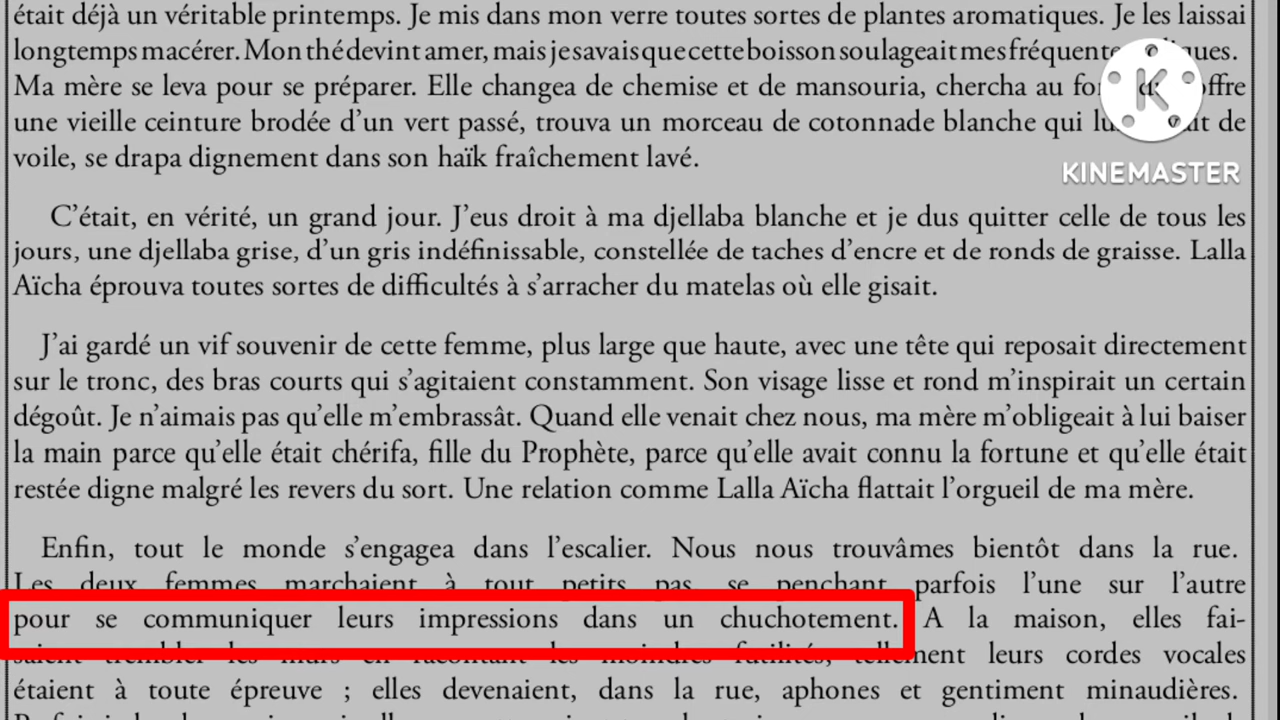 était déjà un véritable printemps. Je mis dans mon verre toutes sortes de plantes aromatiques. Je les laissai
longtemps macérer. Mon thé devint amer, mais je savais que cette boisson soulageait mes fréquentes
Ma mère se leva pour se préparer. Elle changea de chemise et de mansouria, chercha au
une vieille ceinture brodée d'un vert passé, trouva un morceau de cotonnade blanche qui de
voile, se drapa dignement dans son haïk fraîchement lavé.
KINEMASTER
C'était, en vérité, un grand jour. J'eus droit à ma djellaba blanche et je dus quitter celle de tous les
jours, une djellaba grise, d'un gris indéfinissable, constellée de taches d'encre et de ronds de graisse. Lalla
Aïcha éprouva toutes sortes de difficultés à s'arracher du matelas où elle gisait.
J'ai gardé un vif souvenir de cette femme, plus large que haute, avec une tête qui reposait directement
sur le tronc, des bras courts qui s'agitaient constamment. Son visage lisse et rond m'inspirait un certain
dégoût. Je n'aimais pas qu'elle m'embrassât. Quand elle venait chez nous, ma mère m'obligeait à lui baiser
la main parce qu'elle était chérifa, fille du Prophète, parce qu'elle avait connu la fortune et qu'elle était
restée digne malgré les revers du sort. Une relation comme Lalla Aïcha flattait l'orgueil de ma mère.
Enfin, tout le monde s'engagea dans l'escalier. Nous nous trouvâmes bientôt dans la rue.
Les deux femmes marchaient à tout petits pas, se penchant parfois l'une sur l'autre
pour se communiquer leurs impressions dans un chuchotement. A la maison, elles fai-
saient trembler les murs en racontant les moindres futilités, tellement leurs cordes vocales
étaient à toute épreuve ; elles devenaient, dans la rue, aphones et gentiment minaudières.